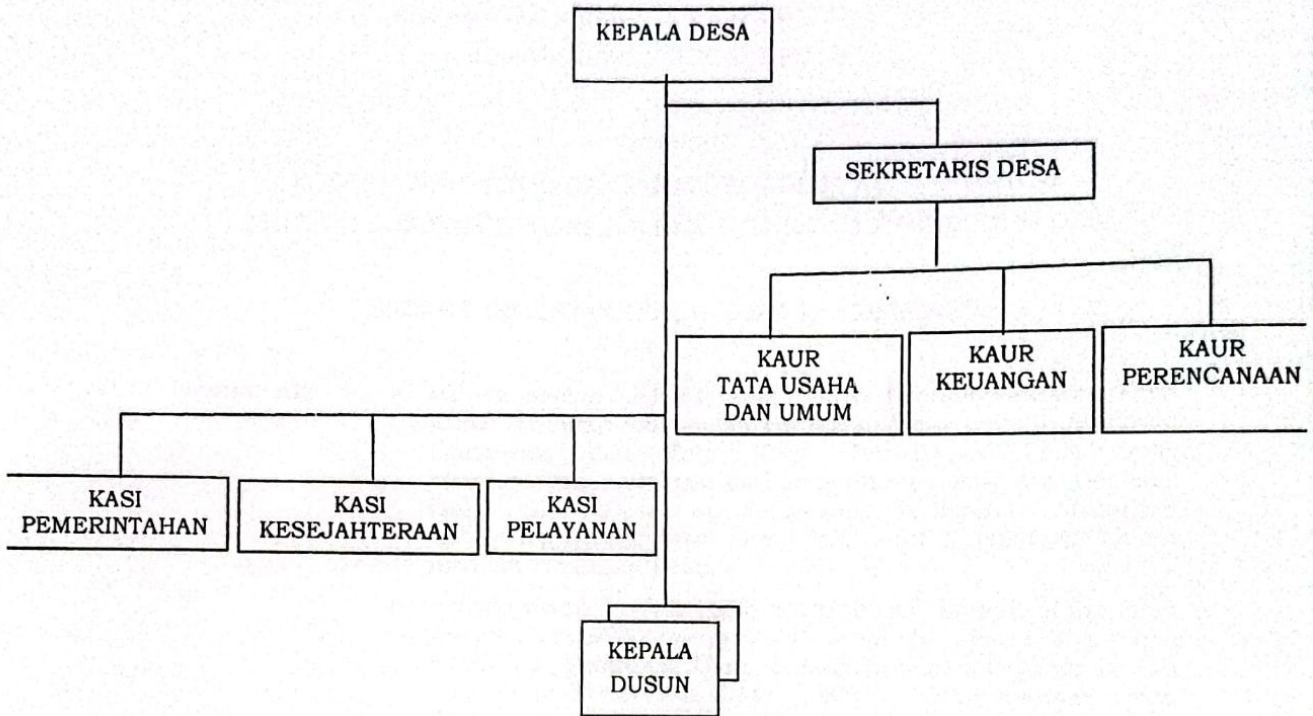 KEPALA DESA
SEKRETARIS DESA
KAUR
TATA USAHA
DAN UMUM
KAUR
KEUANGAN
KAUR
PERENCANAAN
KASI
PEMERINTAHAN
KASI
KESEJAHTERAAN
KASI
PELAYANAN
KEPALA
DUSUN